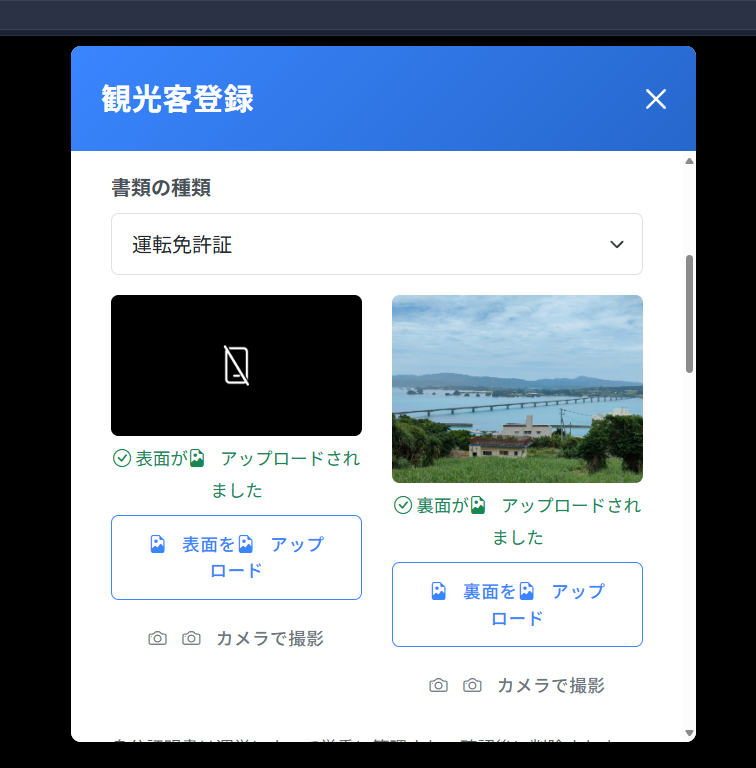 観光客登録
書類の種類
運転免許証
表面が アップロードされ
ました
表面を アップ
ロード
カメラで撮影
裏面が アップロードされ
ました
裏面を アップ
ロード
カメラで撮影